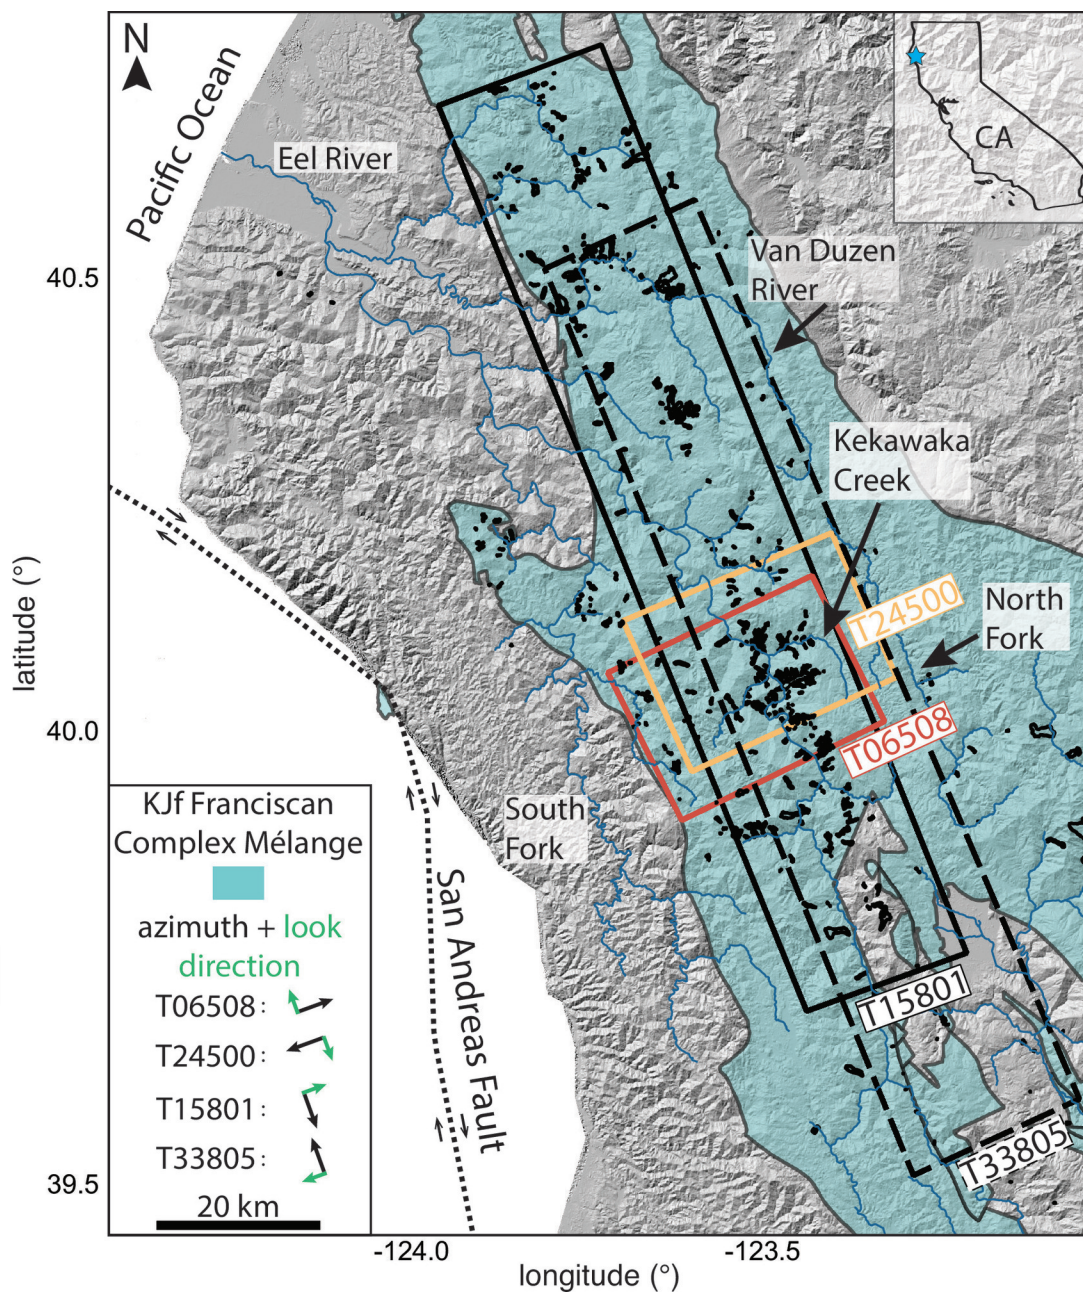 N
Pacific Ocean
Eel River
CA
Van Duzen
River
40.5
Kekawaka
Creek
T24500
North
Fork
latitude (°)
40.0
T06508
KJf Franciscan
Complex Mélange
azimuth + look
direction
T06508:
T24500:
T15801:
T33805:
20 km
South
Fork
San Andreas Fault
T15801
T33805
39.5
-124.0
-123.5
longitude (°)